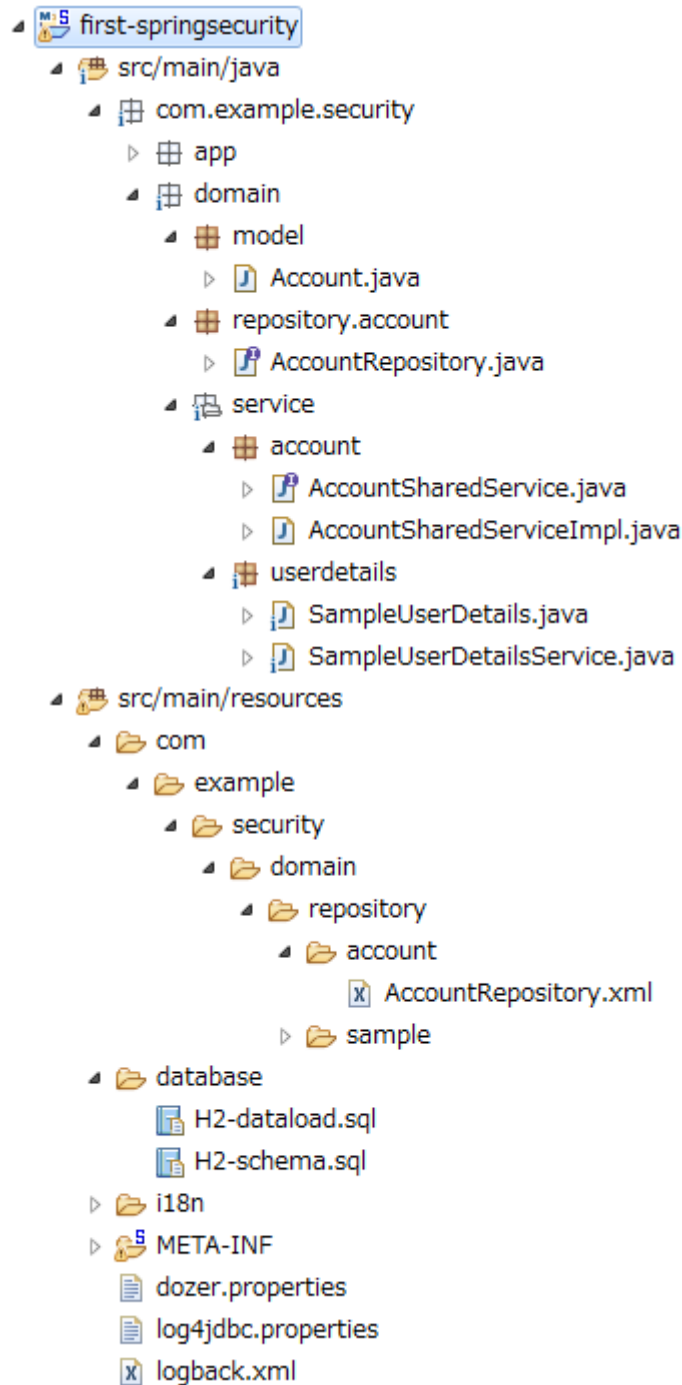 first-springsecurity
src/main/java
com.example.security
app
domain
model
Account.java
repository.account
AccountRepository.java
service
account
AccountSharedService.java
AccountSharedServiceImpl.java
userdetails
SampleUserDetails.java
SampleUserDetailsService.java
src/main/resources
com
example
security
domain
repository
account
AccountRepository.xml
sample
database
H2-dataload.sql
H2-schema.sql
i18n
META-INF
dozer.properties
log4jdbc.properties
logback.xml